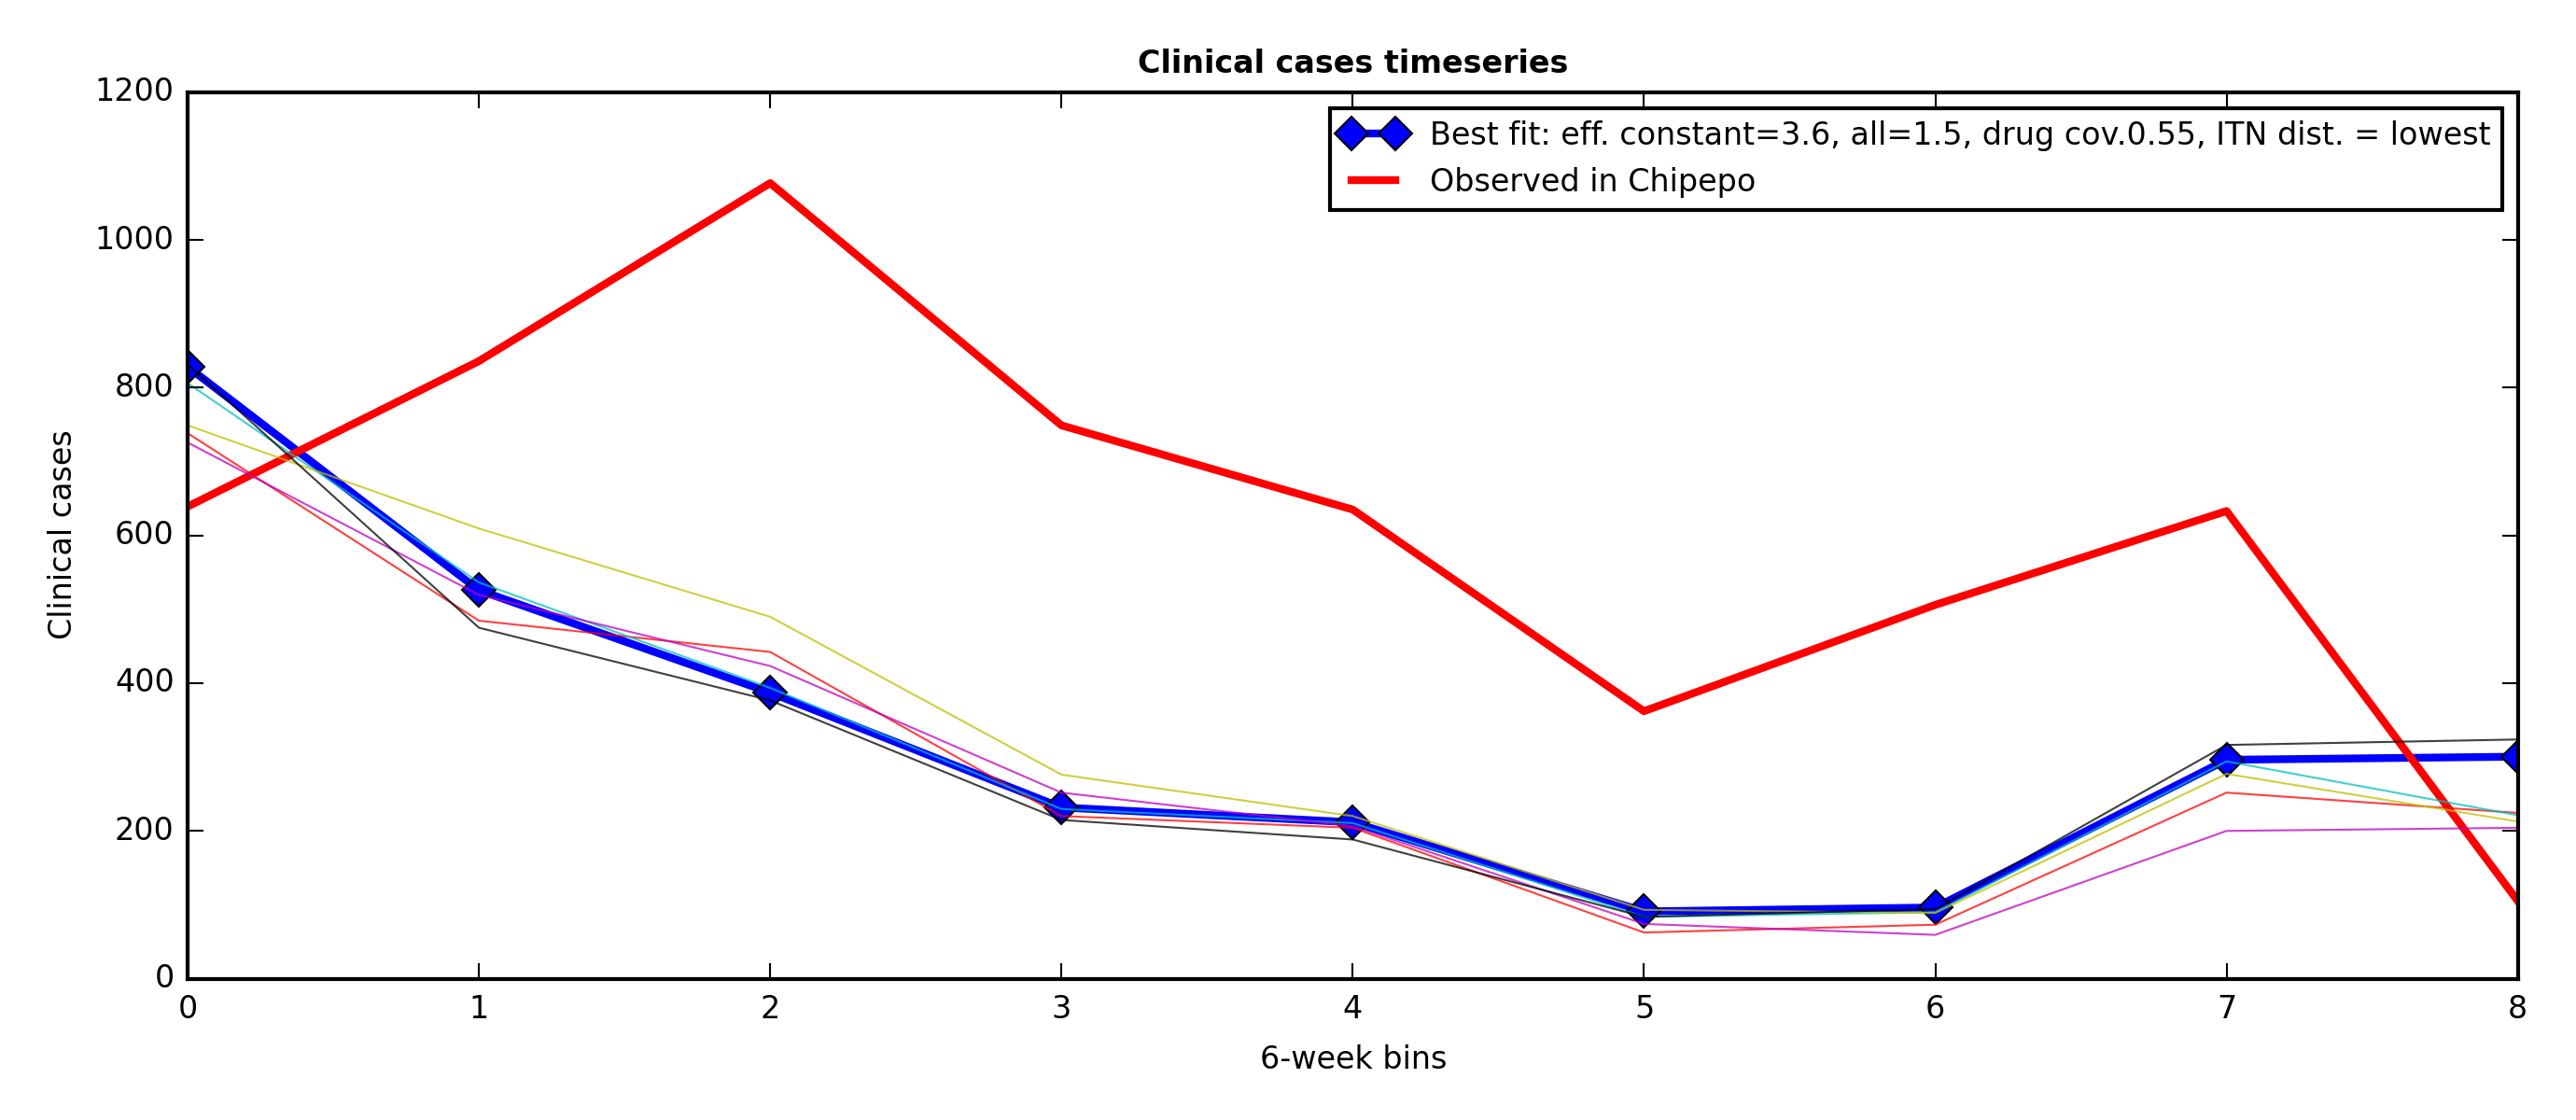 Clinical cases timeseries
1200
1000
800
600
400
200
0
Clinical cases
Best fit: eff. constant=3.6, all=1.5, drug cov.0.55, ITN dist. = lowest
Observed in Chipepo
0 1 2 3 4 5 6 7 8
6-week bins